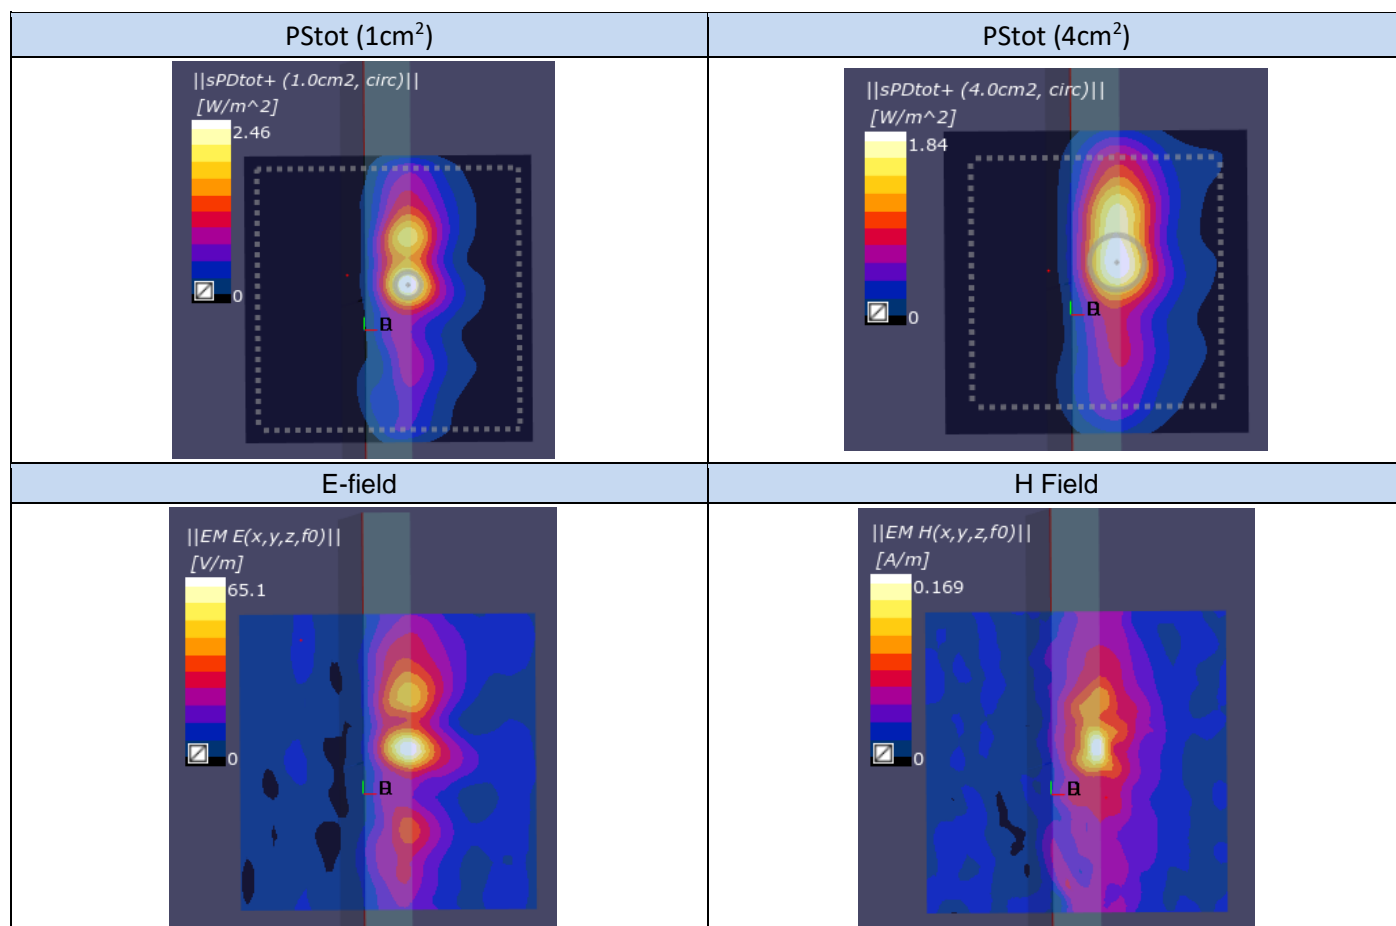 PStot (1cm²)
PStot (4cm²)
||sPDtot+ (1.0cm2, circ)||
[W/m^2]
2.46
0
||sPDtot+ (4.0cm2, circ)||
[W/m^2]
1.84
0
E-field
H Field
||EM E(x,y,z,f0)||
[V/m]
65.1
0
||EM H(x,y,z,f0)||
[A/m]
0.169
0